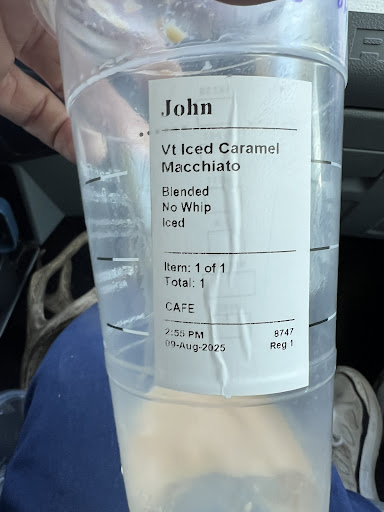 John
Vt Iced Caramel
Macchiato
Blended
No Whip
Iced
Item: 1 of 1
Total: 1
CAFE
2:55 PM 8747
09-Aug-2025 Reg 1